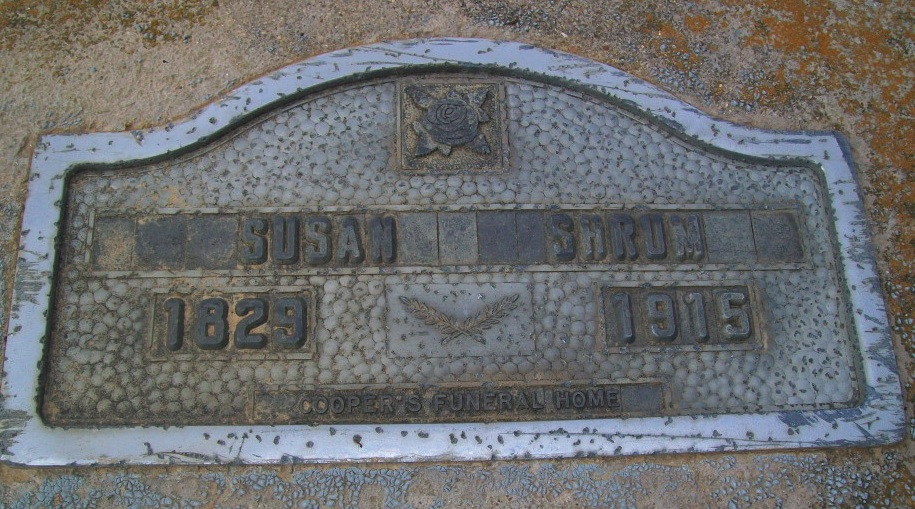 SUSAN SHRUM
1829 1915
COOPER'S FUNERAL HOME